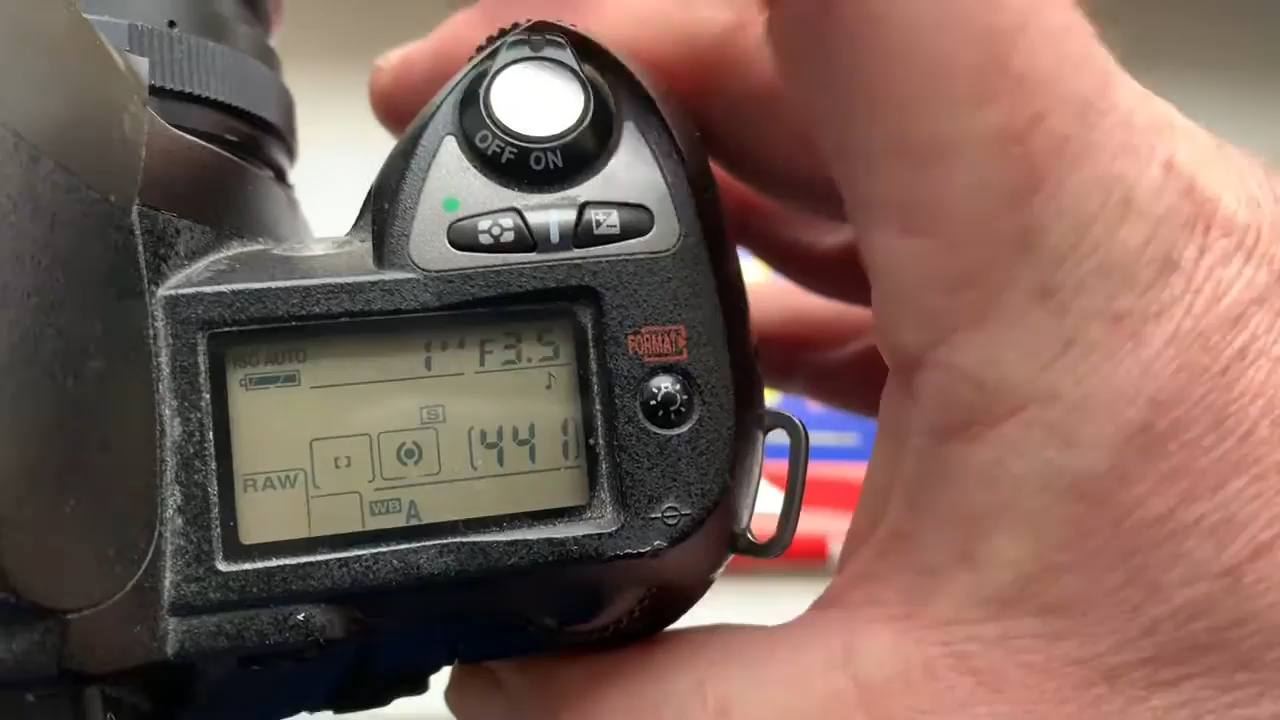 OFF ON
FORMAT
ISO AUTO 1" F3.5
S
[441]
RAW
WB A